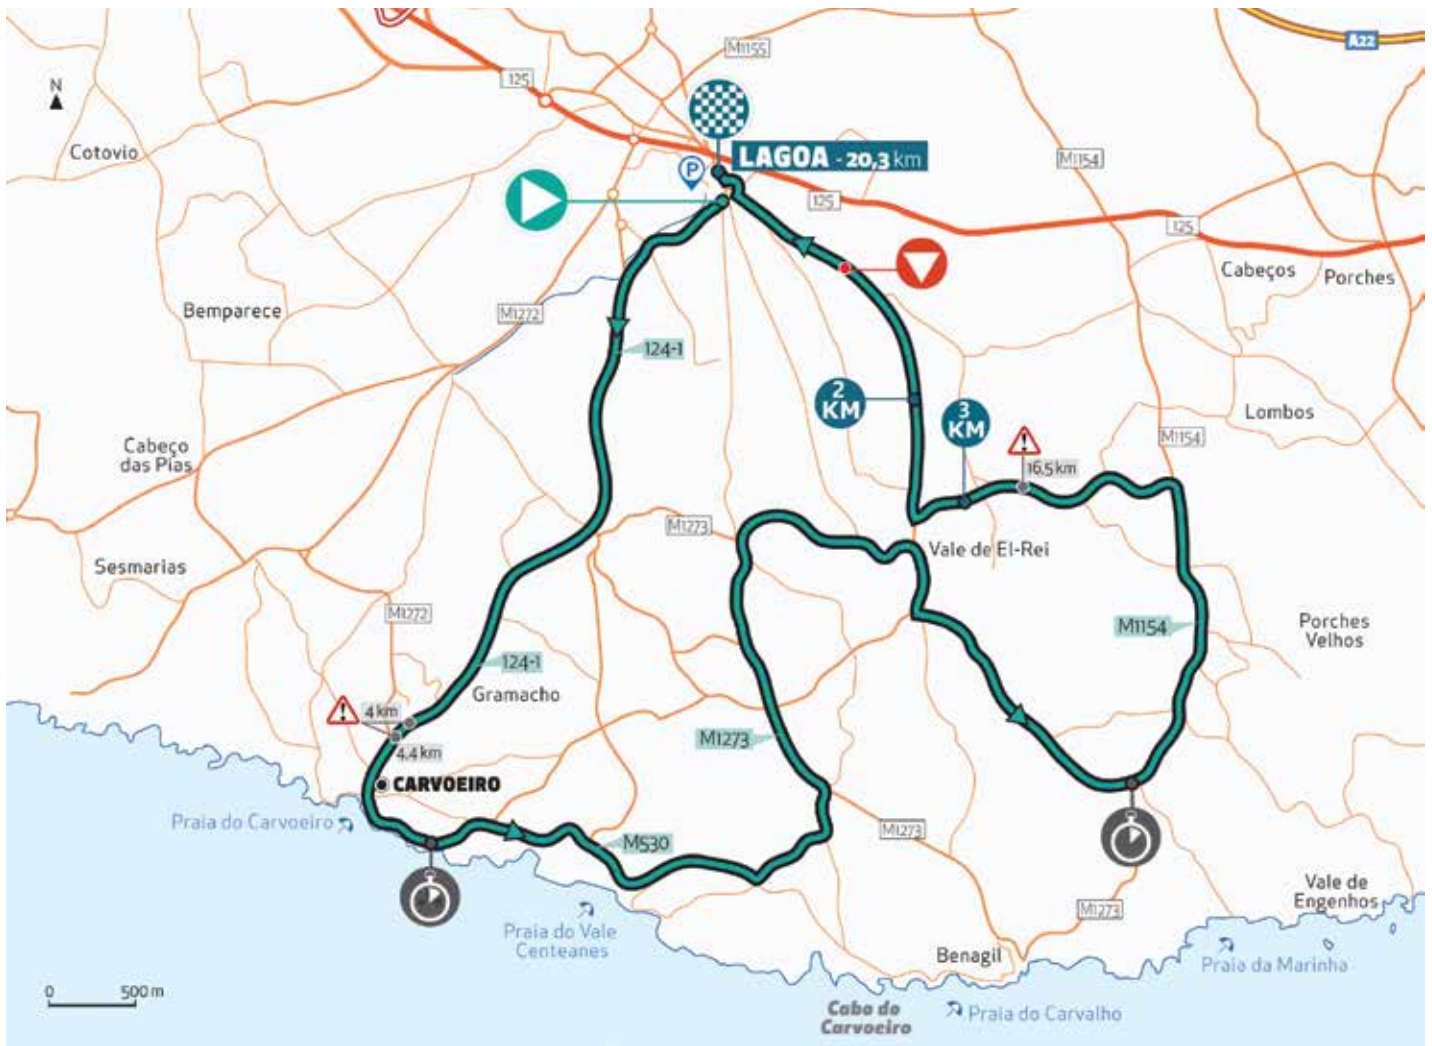 M1155
A22
125
N
Cotovio
LAGOA - 20,3 km
M1154
P
125
125
Cabeços
Porches
Bemparece
M1272
124-1
2
KM
3
KM
Lombos
Cabeço
das Pias
M1154
16,5 km
M1273
Vale de El-Rei
Sesmarias
M1272
M1154
Porches
Velhos
124-1
Gramacho
4 km
4,4 km
M1273
CARVOEIRO
Praia do Carvoeiro
M530
M1273
Vale de
Engenhos
M1273
Praia do Vale
Centeanes
Benagil
Praia da Marinha
0 500 m
Cabo do
Carvoeiro
Praia do Carvalho